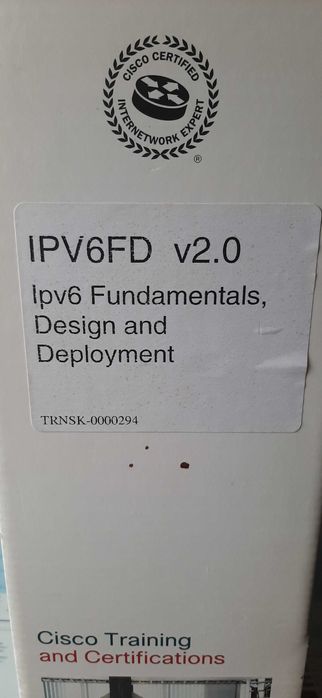 CISCO CERTIFIED
INTERNETWORK EXPERT
®
IPV6FD v2.0
Ipv6 Fundamentals,
Design and
Deployment
TRNSK-0000294
Cisco Training
and Certifications